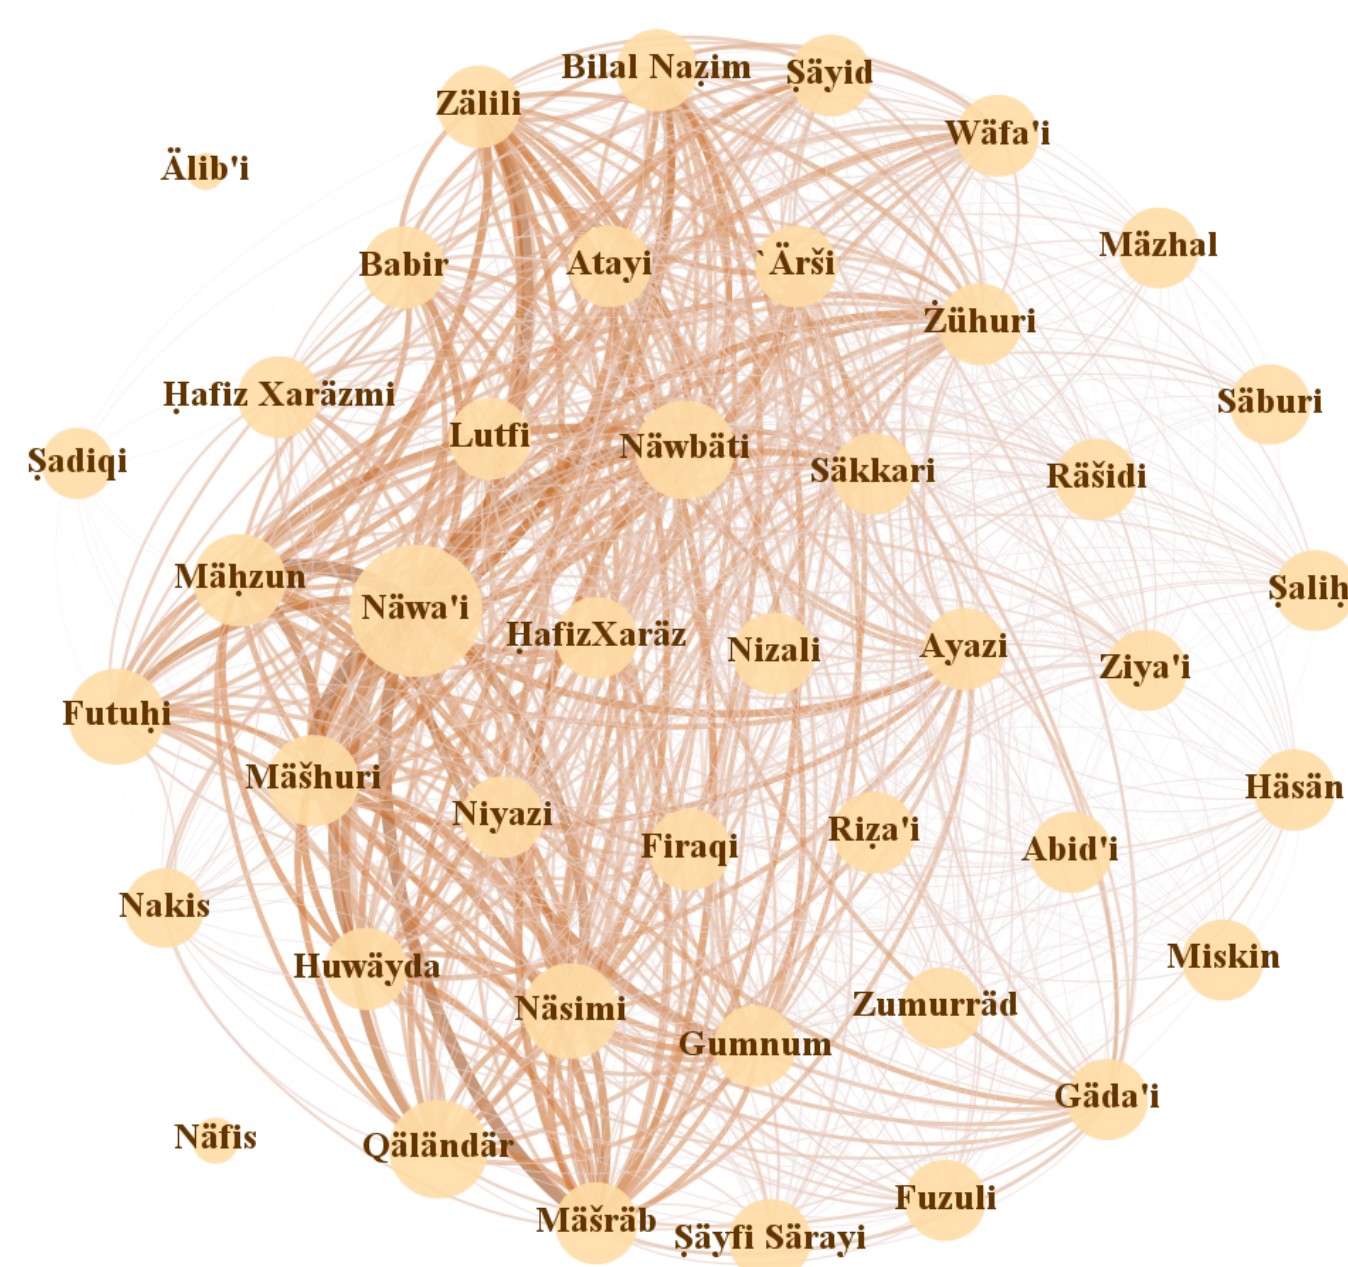 Bilal Naẓim
Ṣäyid
Zälili
Wäfa'i
Älib'i
Mäzhal
Babir
Atayi
`Ärši
Żühuri
Ḥafiz Xaräzmi
Säburi
Lutfi
Näwbäti
Ṣadiqi
Säkkari
Räšidi
Mäḥzun
Näwa'i
Ṣaliḥ
ḤafizXaräz
Nizali
Ayazi
Ziya'i
Futuḥi
Mäšhuri
Häsän
Niyazi
Firaqi
Riẓa'i
Abid'i
Nakis
Huwäyda
Miskin
Näsimi
Zumurräd
Gumnum
Gäda'i
Näfis
Qäländär
Fuzuli
Mäšräb
Ṣäyfi Särayi